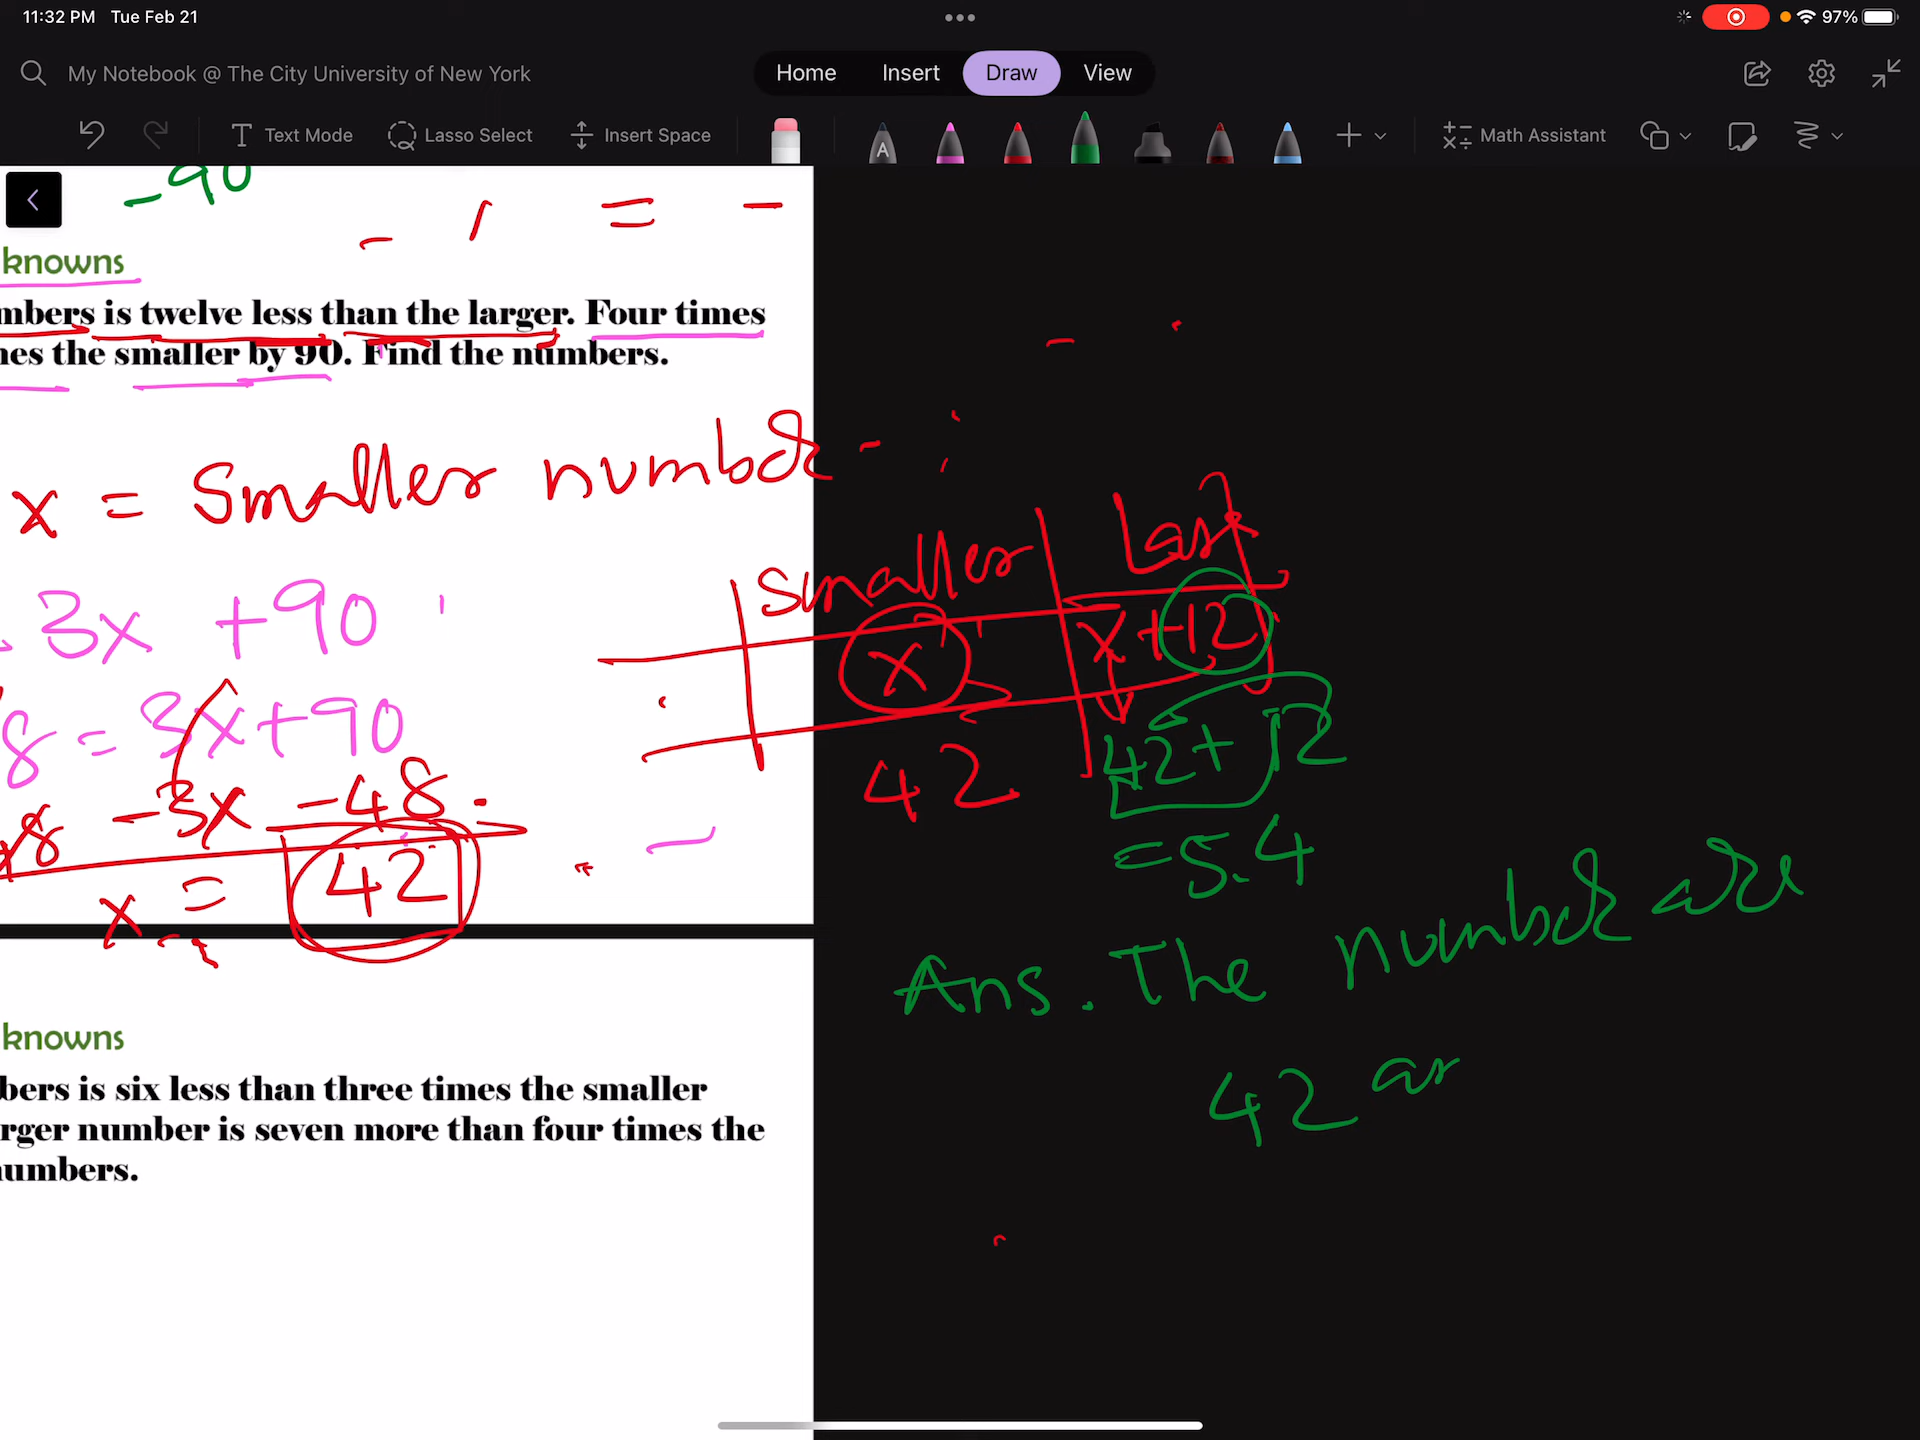 11:32 PM Tue Feb 21
97%
My Notebook @ The City University of New York
Home Insert Draw View
Text Mode Lasso Select Insert Space A Math Assistant
-90
knowns
mbers is twelve less than the larger. Four times
nes the smaller by 90. Find the numbers.
x = Smaller number
Smaller
3x +90
x x+12
8 = 3x+90
42 42+12
-3x -48
=54
x = 42
Ans. The number are
42 an
knowns
bers is six less than three times the smaller
rger number is seven more than four times the
numbers.